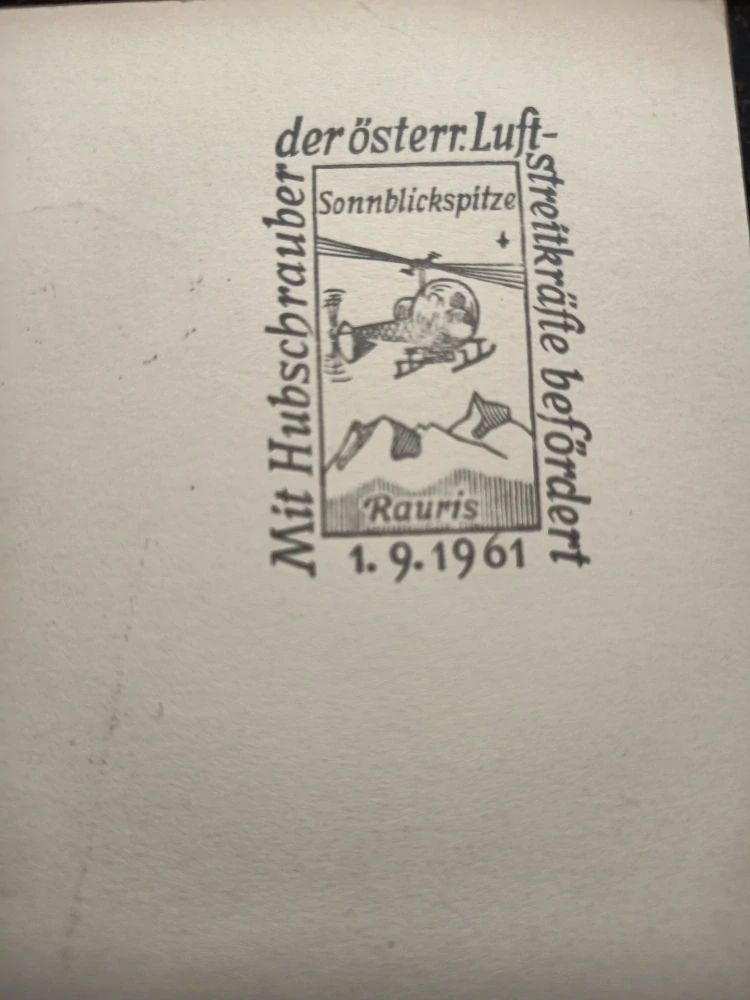 Mit Hubschrauber
der österr. Luft-
streitkräfte befördert
Sonnblickspitze
Rauris
1.9.1961